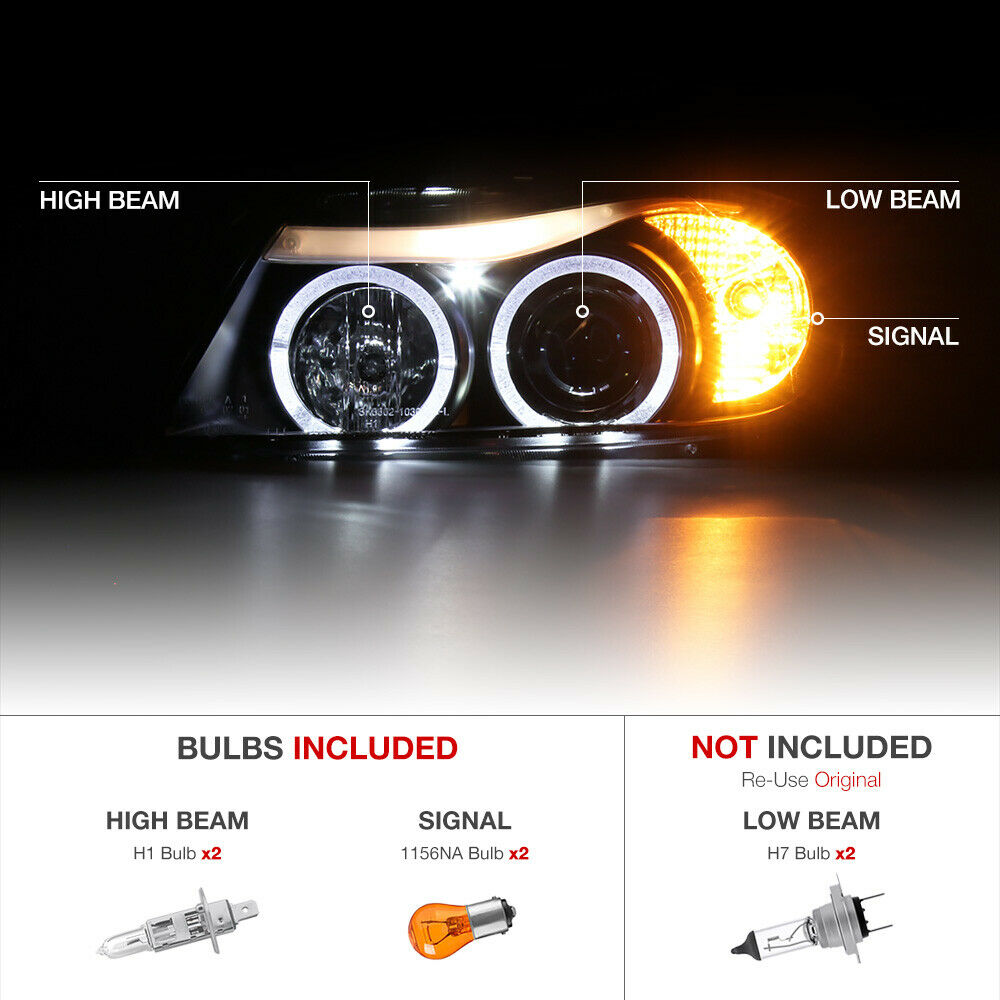 HIGH BEAM
LOW BEAM
SIGNAL
H1
BULBS INCLUDED
HIGH BEAM
H1 Bulb x2
SIGNAL
1156NA Bulb x2
NOT INCLUDED
Re-Use Original
LOW BEAM
H7 Bulb x2